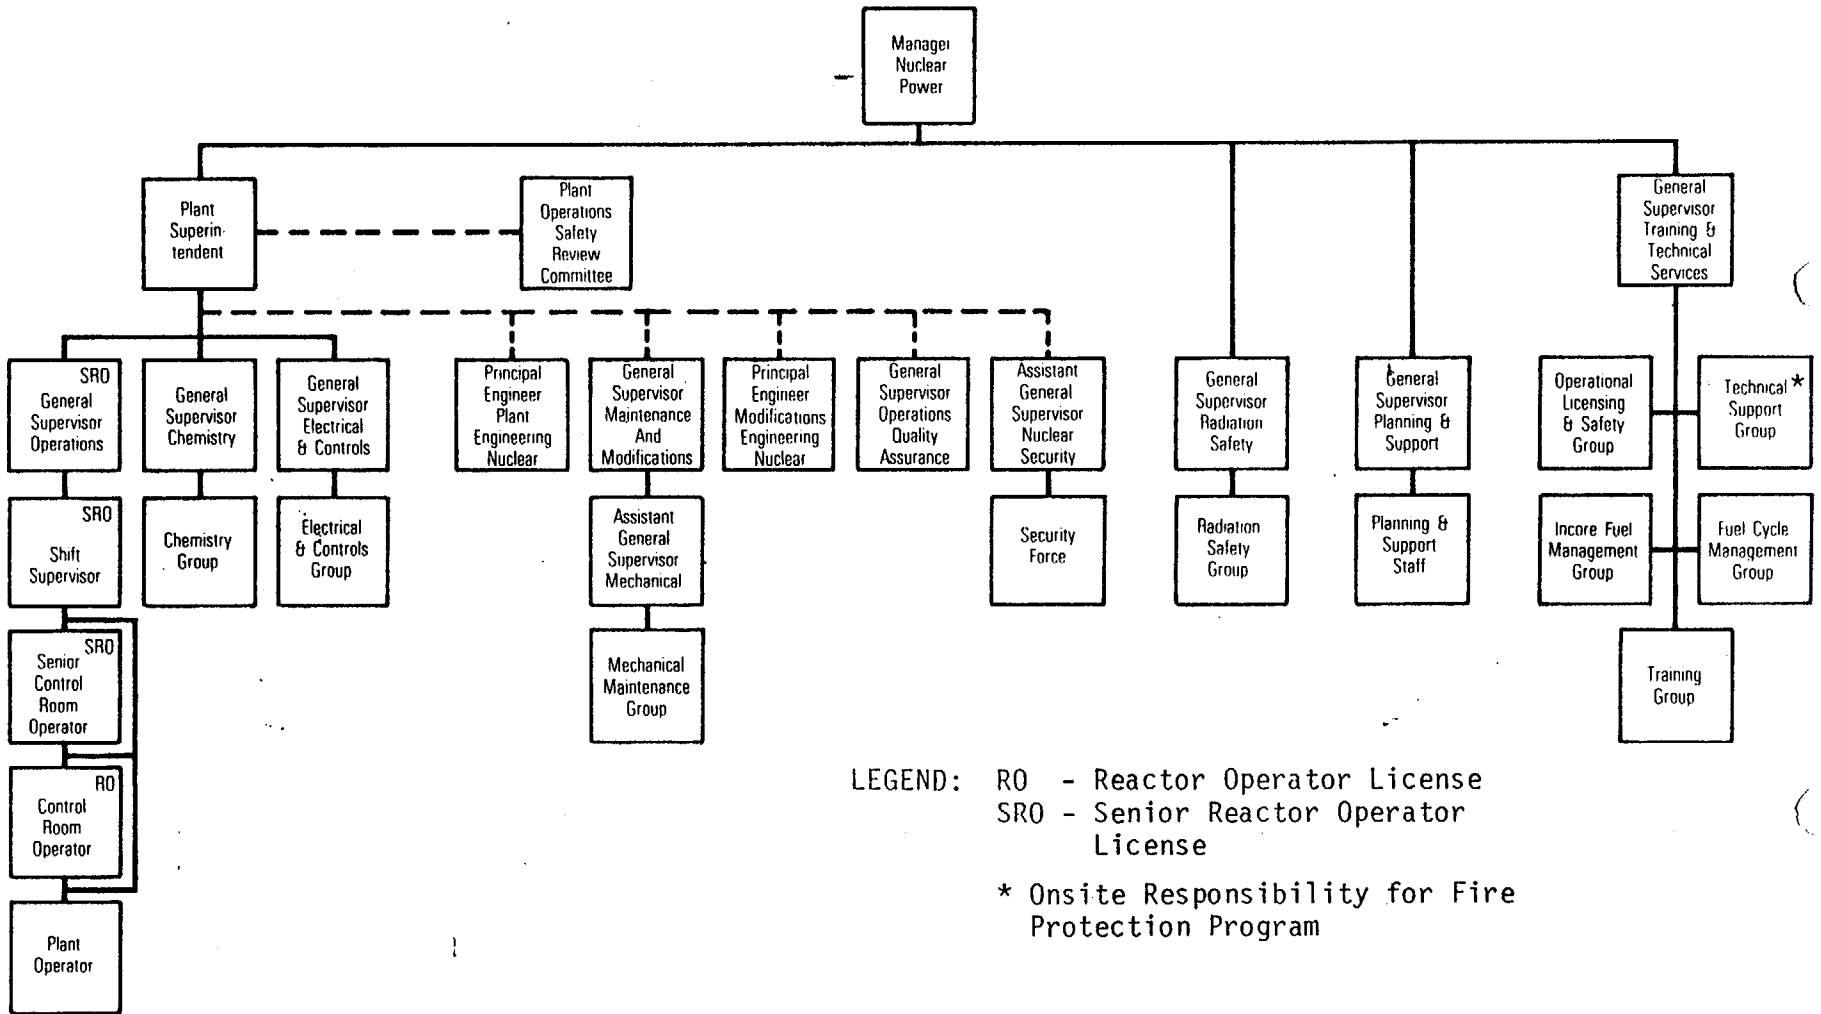 Manager
Nuclear
Power
Plant
Superin-
tendent
Plant
Operations
Safety
Review
Committee
General
Supervisor
Training &
Technical
Services
SRO
General
Supervisor
Operations
General
Supervisor
Chemistry
General
Supervisor
Electrical
& Controls
Principal
Engineer
Plant
Engineering
Nuclear
General
Supervisor
Maintenance
And
Modifications
Principal
Engineer
Modifications
Engineering
Nuclear
General
Supervisor
Operations
Quality
Assurance
Assistant
General
Supervisor
Nuclear
Security
General
Supervisor
Radiation
Safety
General
Supervisor
Planning &
Support
Operational
Licensing
& Safety
Group
Technical *
Support
Group
SRO
Shift
Supervisor
Chemistry
Group
Electrical
& Controls
Group
Assistant
General
Supervisor
Mechanical
Security
Force
Radiation
Safety
Group
Planning &
Support
Staff
Incore Fuel
Management
Group
Fuel Cycle
Management
Group
SRO
Senior
Control
Room
Operator
Mechanical
Maintenance
Group
Training
Group
RO
Control
Room
Operator
Plant
Operator
LEGEND: RO - Reactor Operator License
SRO - Senior Reactor Operator
License
* Onsite Responsibility for Fire
Protection Program